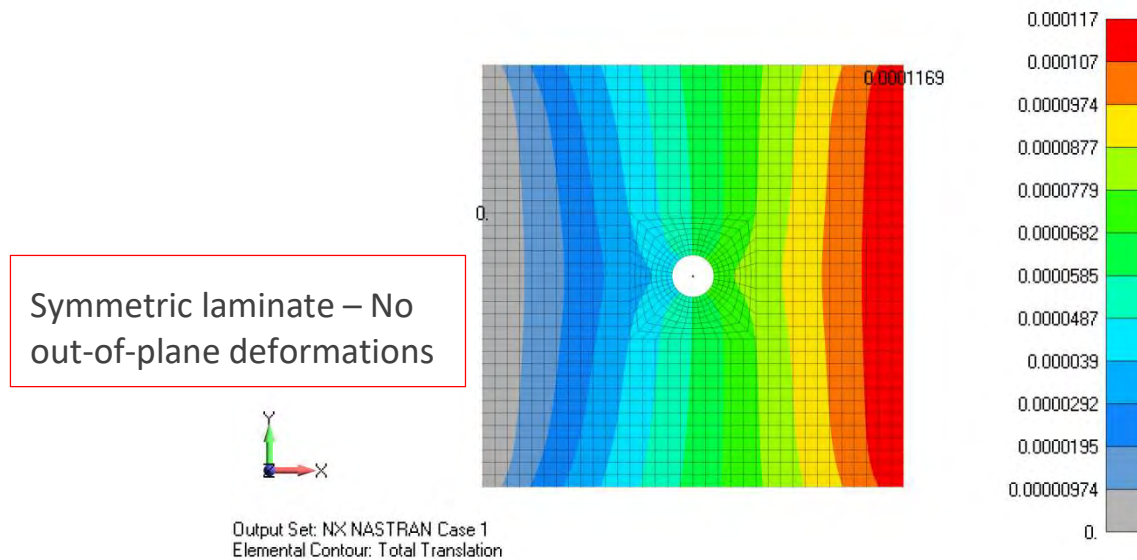 0.000117
0.0001169
0.000107
0.0000974
0.0000877
0.0000779
0.
0.0000682
0.0000585
Symmetric laminate – No
out-of-plane deformations
0.0000487
0.000039
0.0000292
Y
0.0000195
Z
X
0.00000974
0.
Output Set: NX NASTRAN Case 1
Elemental Contour: Total Translation